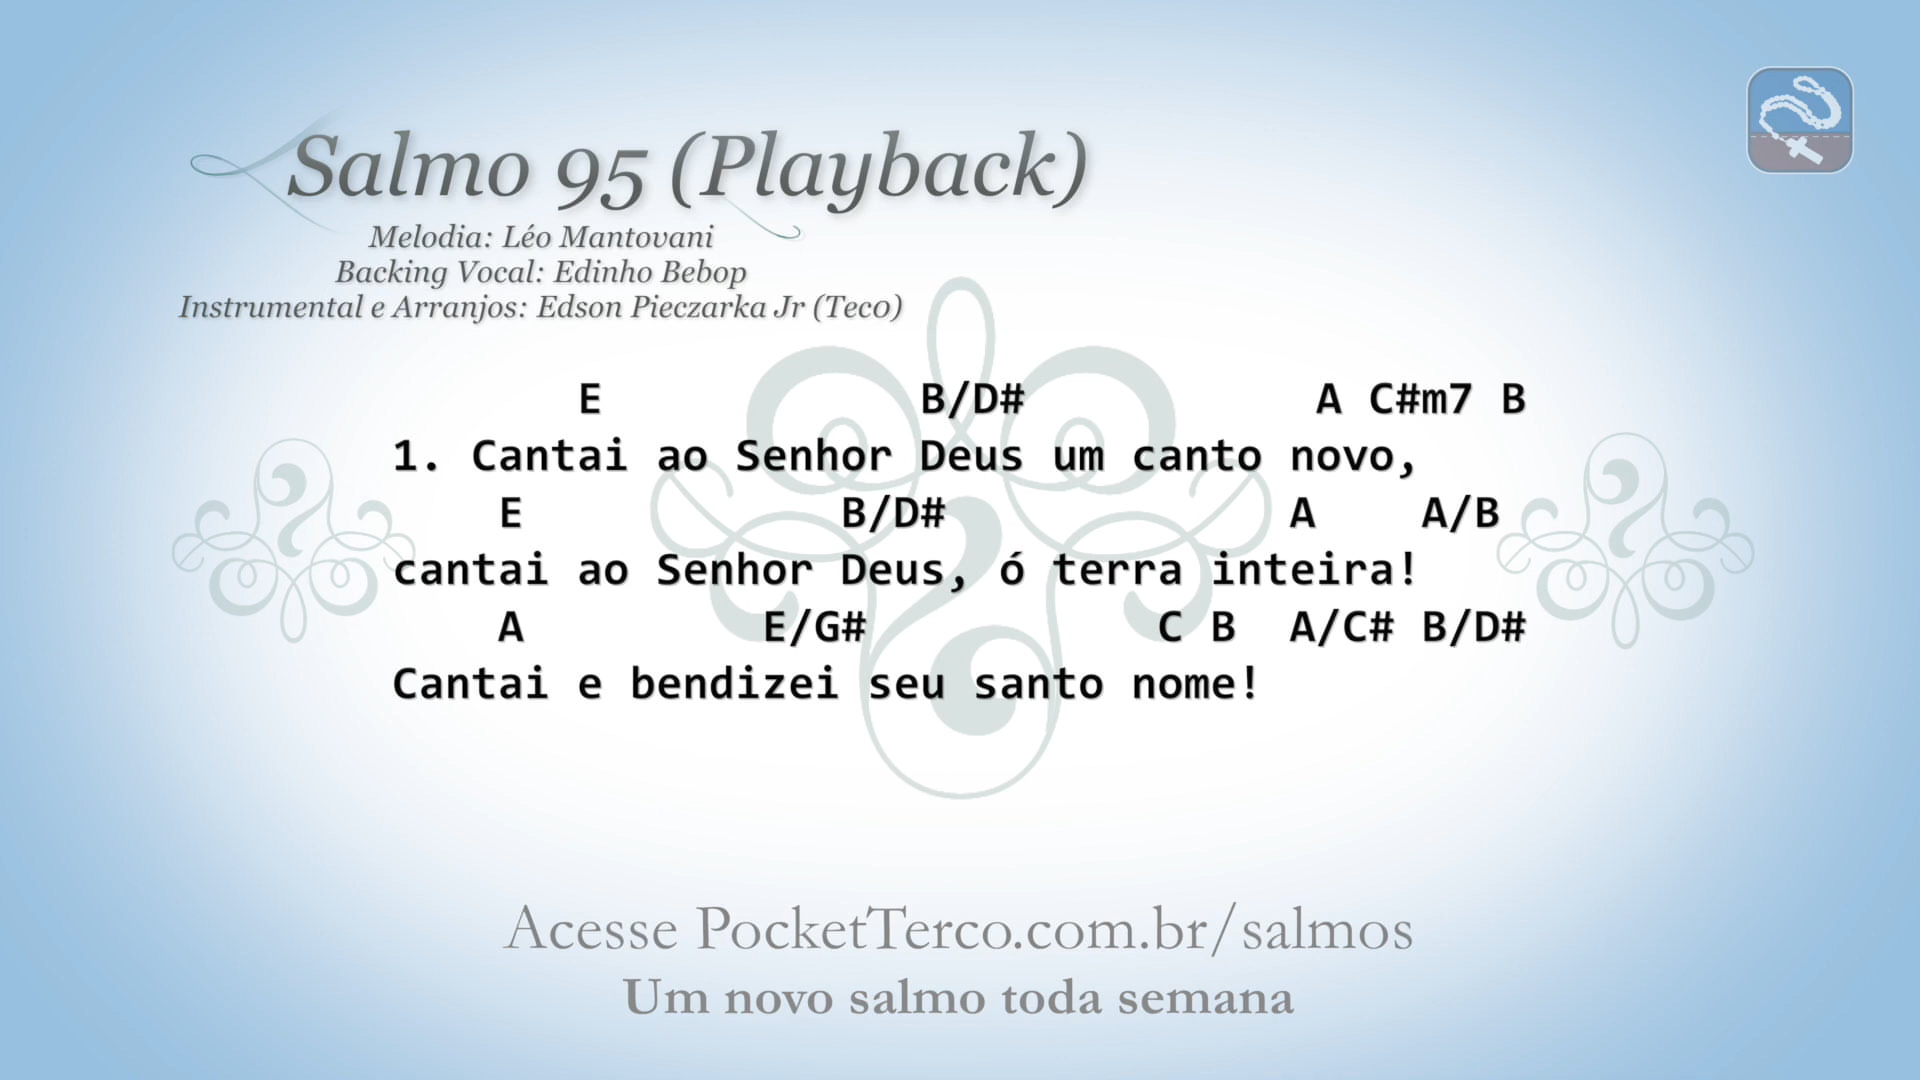 Salmo 95 (Playback)
Melodia: Léo Mantovani
Backing Vocal: Edinho Bebop
Instrumental e Arranjos: Edson Pieczarka Jr (Tec0)
E B/D# A C#m7 B
1. Cantai ao Senhor Deus um canto novo,
E B/D# A A/B
cantai ao Senhor Deus, ó terra inteira!
A E/G# C B A/C# B/D#
Cantai e bendizei seu santo nome!
Acesse PocketTerco.com.br/salmos
Um novo salmo toda semana